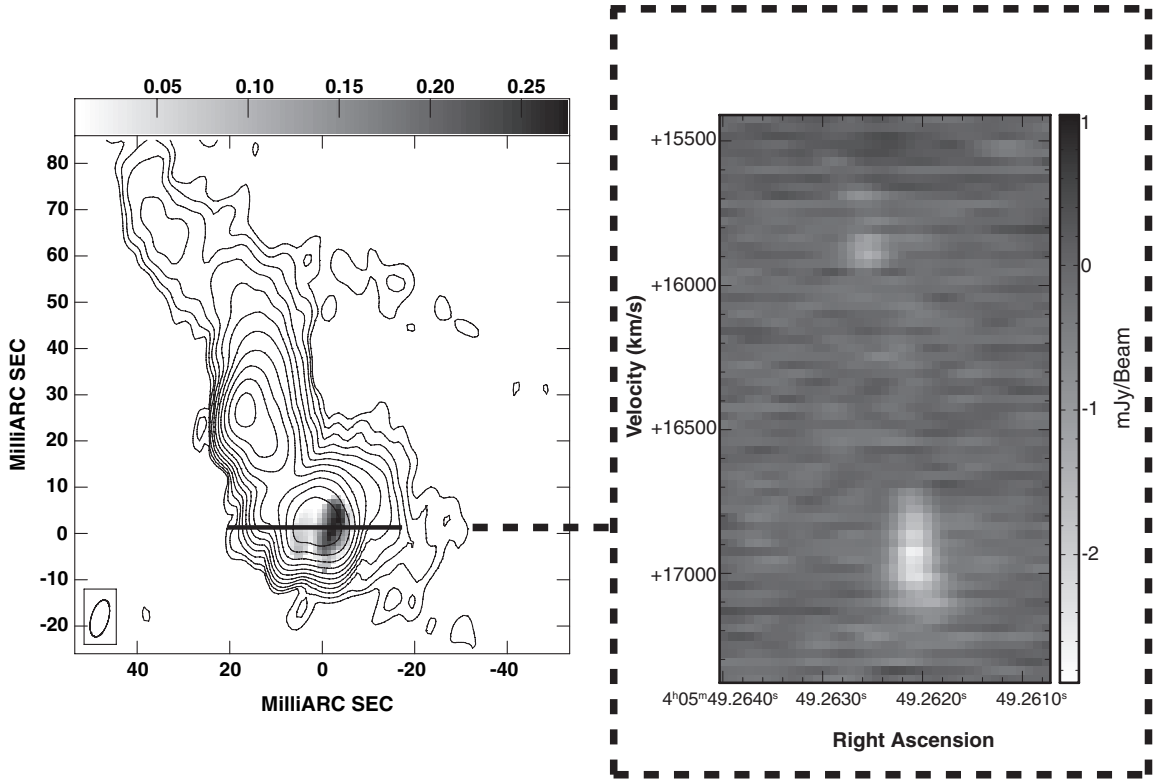 0.05 0.10 0.15 0.20 0.25
80
70
60
50
40
30
20
10
0
-10
-20
MilliARC SEC
40 20 0 -20 -40
MilliARC SEC
+15500
+16000
+16500
+17000
Velocity (km/s)
4ʰ05ᵐ49.2640ˢ 49.2630ˢ 49.2620ˢ 49.2610ˢ
Right Ascension
1
0
-1
-2
mJy/Beam